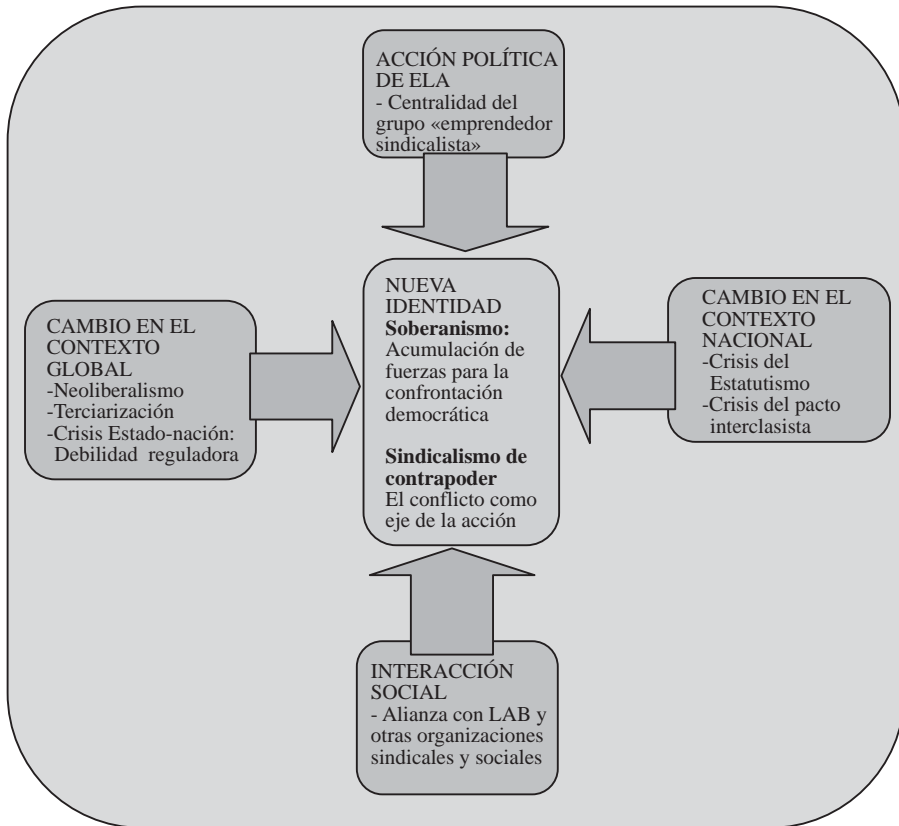 ACCIÓN POLÍTICA
DE ELA
- Centralidad del
grupo «emprendedor
sindicalista»
CAMBIO EN EL
CONTEXTO
GLOBAL
-Neoliberalismo
-Terciarización
-Crisis Estado-nación:
Debilidad reguladora
NUEVA
IDENTIDAD
Soberanismo:
Acumulación de
fuerzas para la
confrontación
democrática
Sindicalismo de
contrapoder
El conflicto como
eje de la acción
CAMBIO EN EL
CONTEXTO
NACIONAL
-Crisis del
Estatutismo
-Crisis del pacto
interclasista
INTERACCIÓN
SOCIAL
- Alianza con LAB y
otras organizaciones
sindicales y sociales